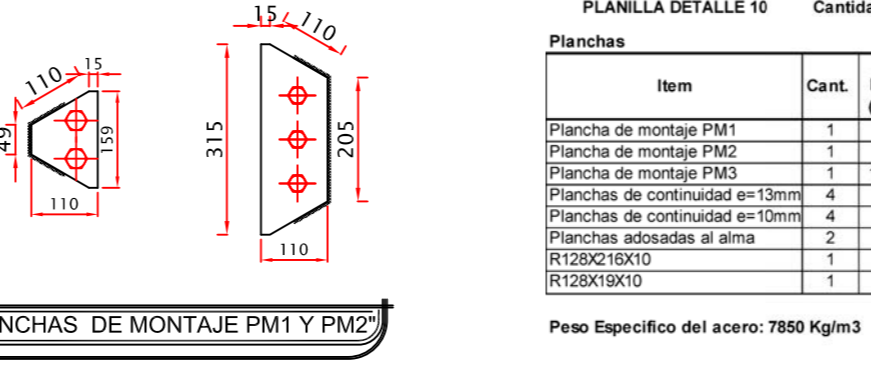 15
110
110
15
49
159
110
315
205
110
NCHAS DE MONTAJE PM1 Y PM2"
PLANILLA DETALLE 10
Planchas
Item Cant.
Plancha de montaje PM1 1
Plancha de montaje PM2 1
Plancha de montaje PM3 1
Planchas de continuidad e=13mm 4
Planchas de continuidad e=10mm 4
Planchas adosadas al alma 2
R128X216X10 1
R128X19X10 1
Peso Especifico del acero: 7850 Kg/m3